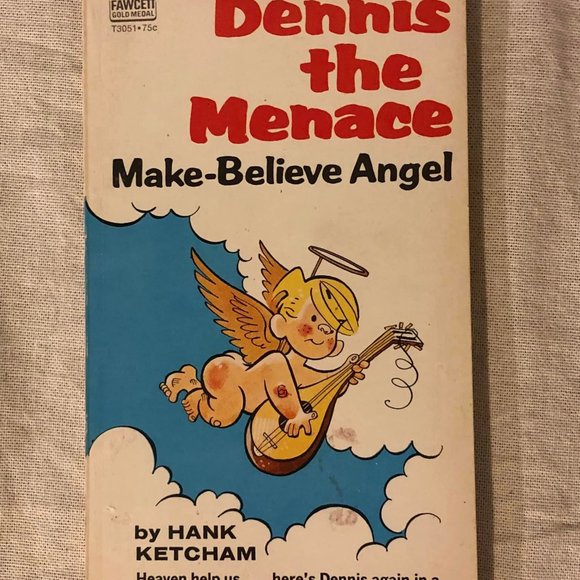 FAWCETT
GOLD MEDAL
T3051•75c
Dennis
the
Menace
Make-Believe Angel
by HANK
KETCHAM
Heaven help us here's Dennis again in a